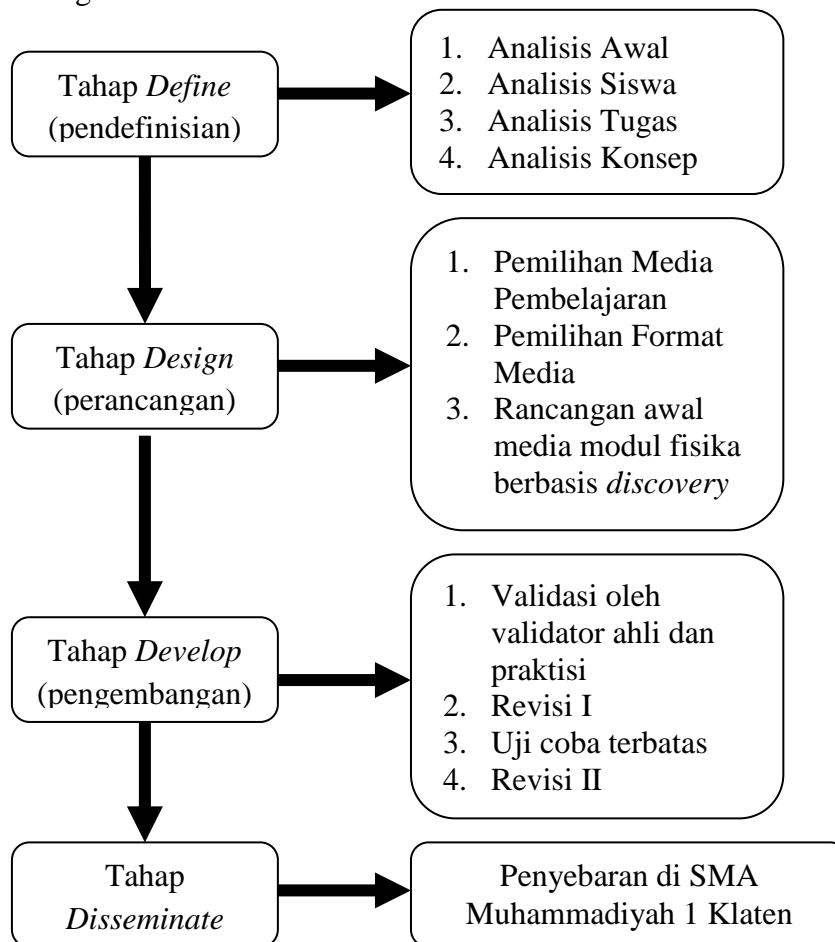 Tahap Define
(pendefinisian)
1. Analisis Awal
2. Analisis Siswa
3. Analisis Tugas
4. Analisis Konsep
Tahap Design
(perancangan)
1. Pemilihan Media
Pembelajaran
2. Pemilihan Format
Media
3. Rancangan awal
media modul fisika
berbasis discovery
Tahap Develop
(pengembangan)
1. Validasi oleh
validator ahli dan
praktisi
2. Revisi I
3. Uji coba terbatas
4. Revisi II
Tahap
Disseminate
Penyebaran di SMA
Muhammadiyah 1 Klaten